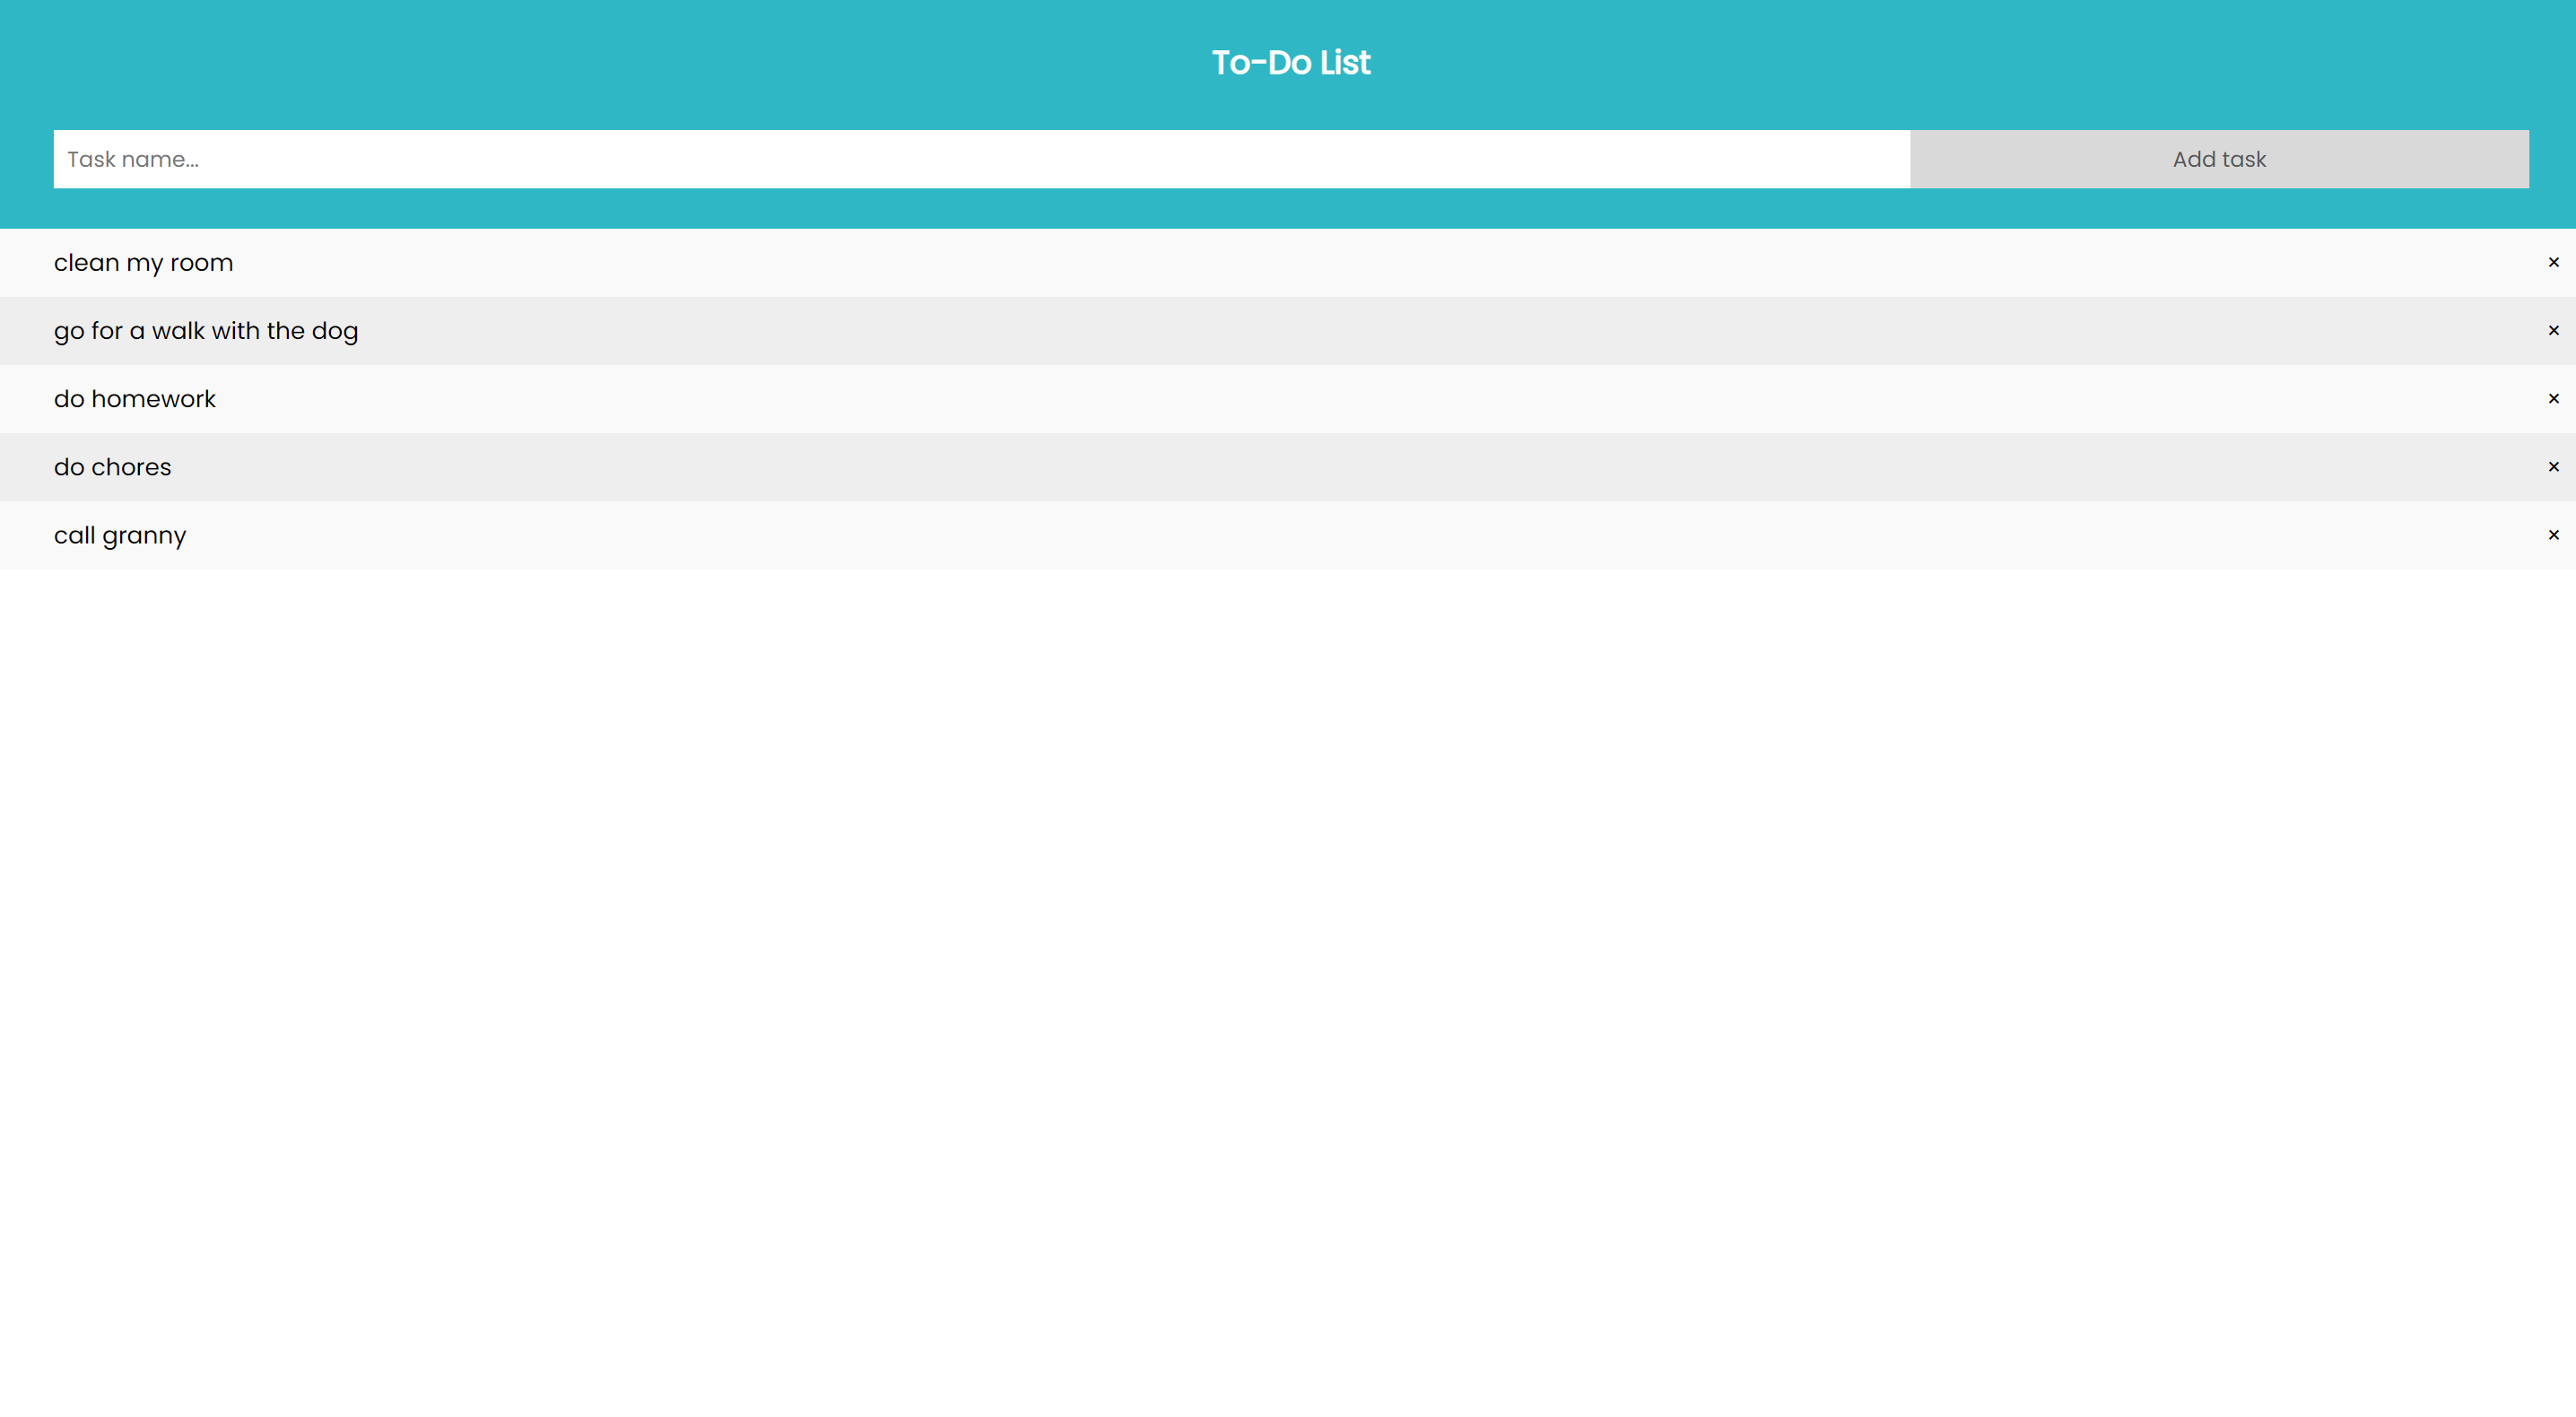 To-Do List
Task name...
Add task
clean my room
×
go for a walk with the dog
×
do homework
×
do chores
×
call granny
×